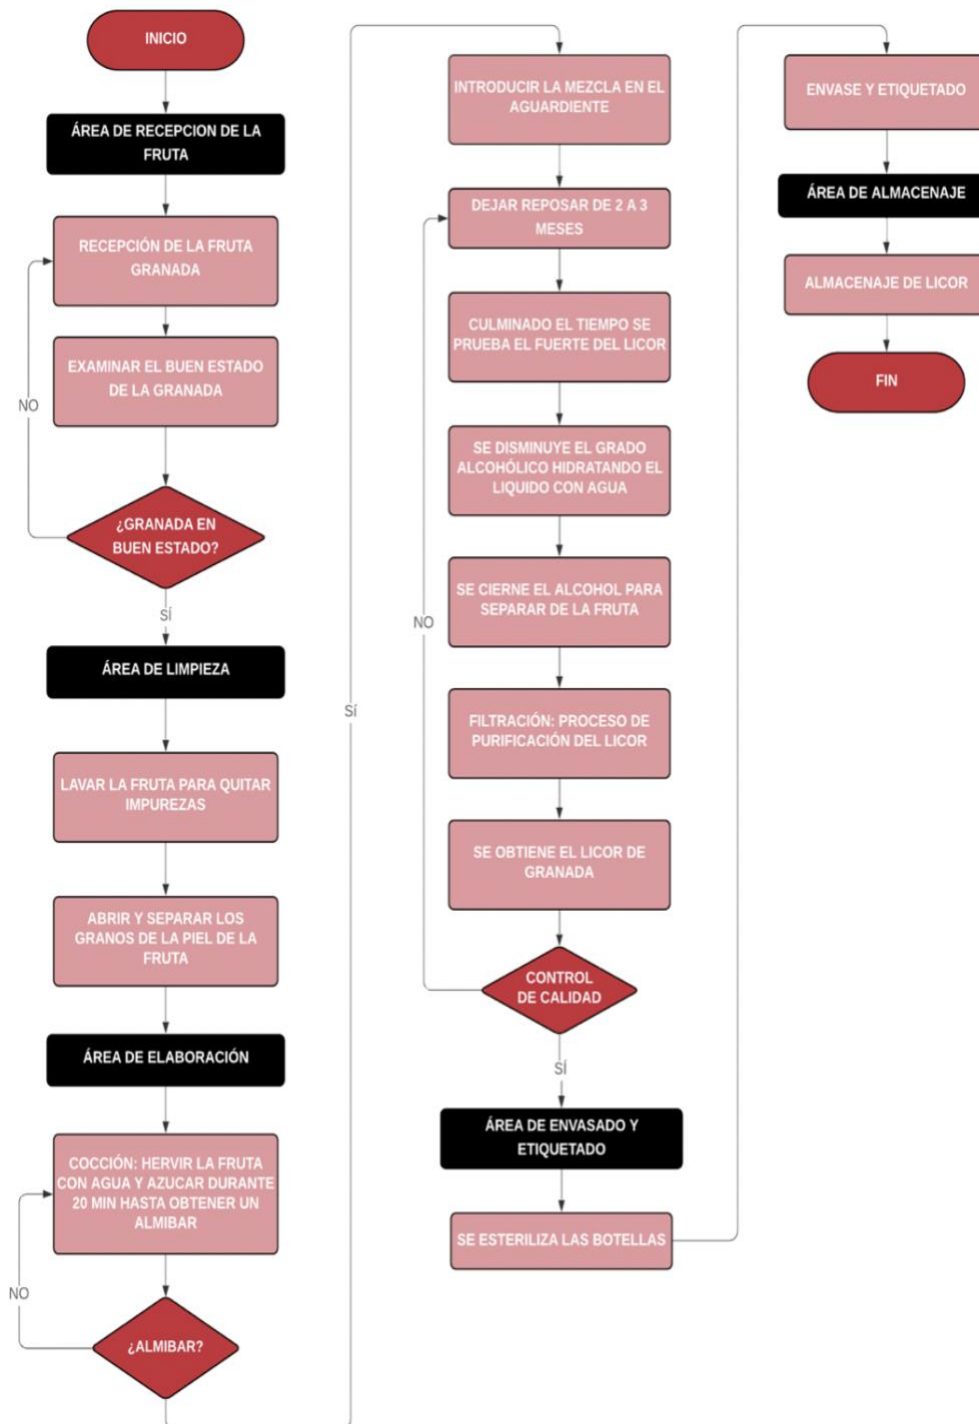 INICIO
ÁREA DE RECEPCION DE LA
FRUTA
RECEPCIÓN DE LA FRUTA
GRANADA
EXAMINAR EL BUEN ESTADO
DE LA GRANADA
NO
¿GRANADA EN
BUEN ESTADO?
SÍ
ÁREA DE LIMPIEZA
LAVAR LA FRUTA PARA QUITAR
IMPUREZAS
ABRIR Y SEPARAR LOS
GRANOS DE LA PIEL DE LA
FRUTA
ÁREA DE ELABORACIÓN
COCCIÓN: HERVIR LA FRUTA
CON AGUA Y AZUCAR DURANTE
20 MIN HASTA OBTENER UN
ALMIBAR
NO
¿ALMIBAR?
Sí
INTRODUCIR LA MEZCLA EN EL
AGUARDIENTE
DEJAR REPOSAR DE 2 A 3
MESES
CULMINADO EL TIEMPO SE
PRUEBA EL FUERTE DEL LICOR
SE DISMINUYE EL GRADO
ALCOHÓLICO HIDRATANDO EL
LIQUIDO CON AGUA
SE CIERNE EL ALCOHOL PARA
SEPARAR DE LA FRUTA
NO
FILTRACIÓN: PROCESO DE
PURIFICACIÓN DEL LICOR
SE OBTIENE EL LICOR DE
GRANADA
CONTROL
DE CALIDAD
SÍ
ÁREA DE ENVASADO Y
ETIQUETADO
SE ESTERILIZA LAS BOTELLAS
ENVASE Y ETIQUETADO
ÁREA DE ALMACENAJE
ALMACENAJE DE LICOR
FIN